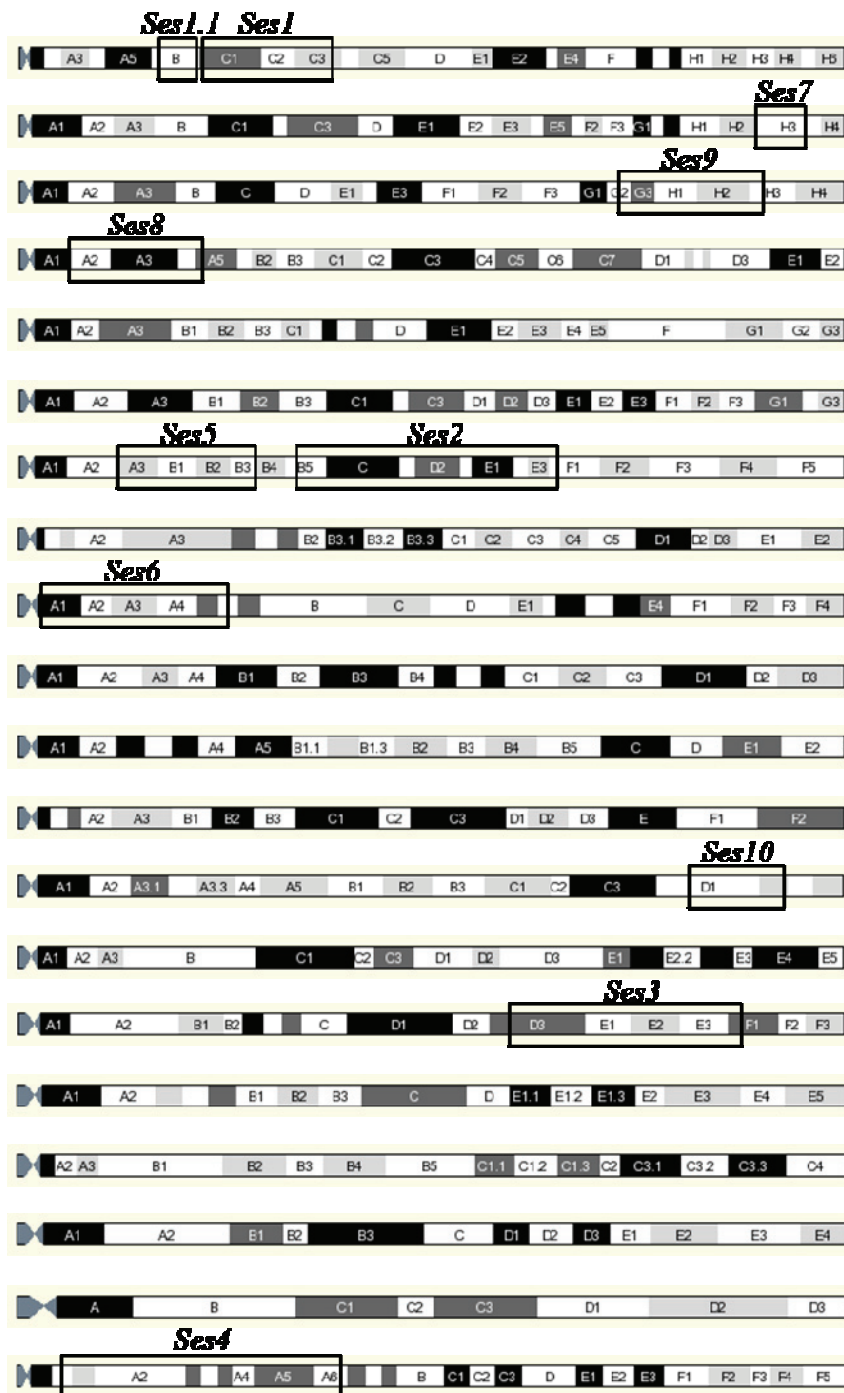 Ses1.1 Ses1
A3 A5 B C1 C2 C3 C5 D E1 E2 E4 F H1 H2 H3 H4 H5
Ses7
A1 A2 A3 B C1 C3 D E1 E2 E3 E5 F2 F3 G1 H1 H2 H3 H4
Ses9
A1 A2 A3 B C D E1 E3 F1 F2 F3 G1 G2 G3 H1 H2 H3 H4
Ses8
A1 A2 A3 A5 B2 B3 C1 C2 C3 C4 C5 C6 C7 D1 D3 E1 E2
A1 A2 A3 B1 B2 B3 C1 D E1 E2 E3 E4 E5 F G1 G2 G3
A1 A2 A3 B1 B2 B3 C1 C3 D1 D2 D3 E1 E2 E3 F1 F2 F3 G1 G3
Ses5 Ses2
A1 A2 A3 B1 B2 B3 B4 B5 C D2 E1 E3 F1 F2 F3 F4 F5
A2 A3 B2 B3.1 B3.2 B3.3 C1 C2 C3 C4 C5 D1 D2 D3 E1 E2
Ses6
A1 A2 A3 A4 B C D E1 E4 F1 F2 F3 F4
A1 A2 A3 A4 B1 B2 B3 B4 C1 C2 C3 D1 D2 D3
A1 A2 A4 A5 B1.1 B1.3 B2 B3 B4 B5 C D E1 E2
A2 A3 B1 B2 B3 C1 C2 C3 D1 D2 D3 E F1 F2
Ses10
A1 A2 A3.1 A3.3 A4 A5 B1 B2 B3 C1 C2 C3 D1
A1 A2 A3 B C1 C2 C3 D1 D2 D3 E1 E2.2 E3 E4 E5
Ses3
A1 A2 B1 B2 C D1 D2 D3 E1 E2 E3 F1 F2 F3
A1 A2 B1 B2 B3 C D E1.1 E1.2 E1.3 E2 E3 E4 E5
A2 A3 B1 B2 B3 B4 B5 C1.1 C1.2 C1.3 C2 C3.1 C3.2 C3.3 C4
A1 A2 B1 B2 B3 C D1 D2 D3 E1 E2 E3 E4
A B C1 C2 C3 D1 D2 D3
Ses4
A2 A4 A5 A6 B C1 C2 C3 D E1 E2 E3 F1 F2 F3 F4 F5